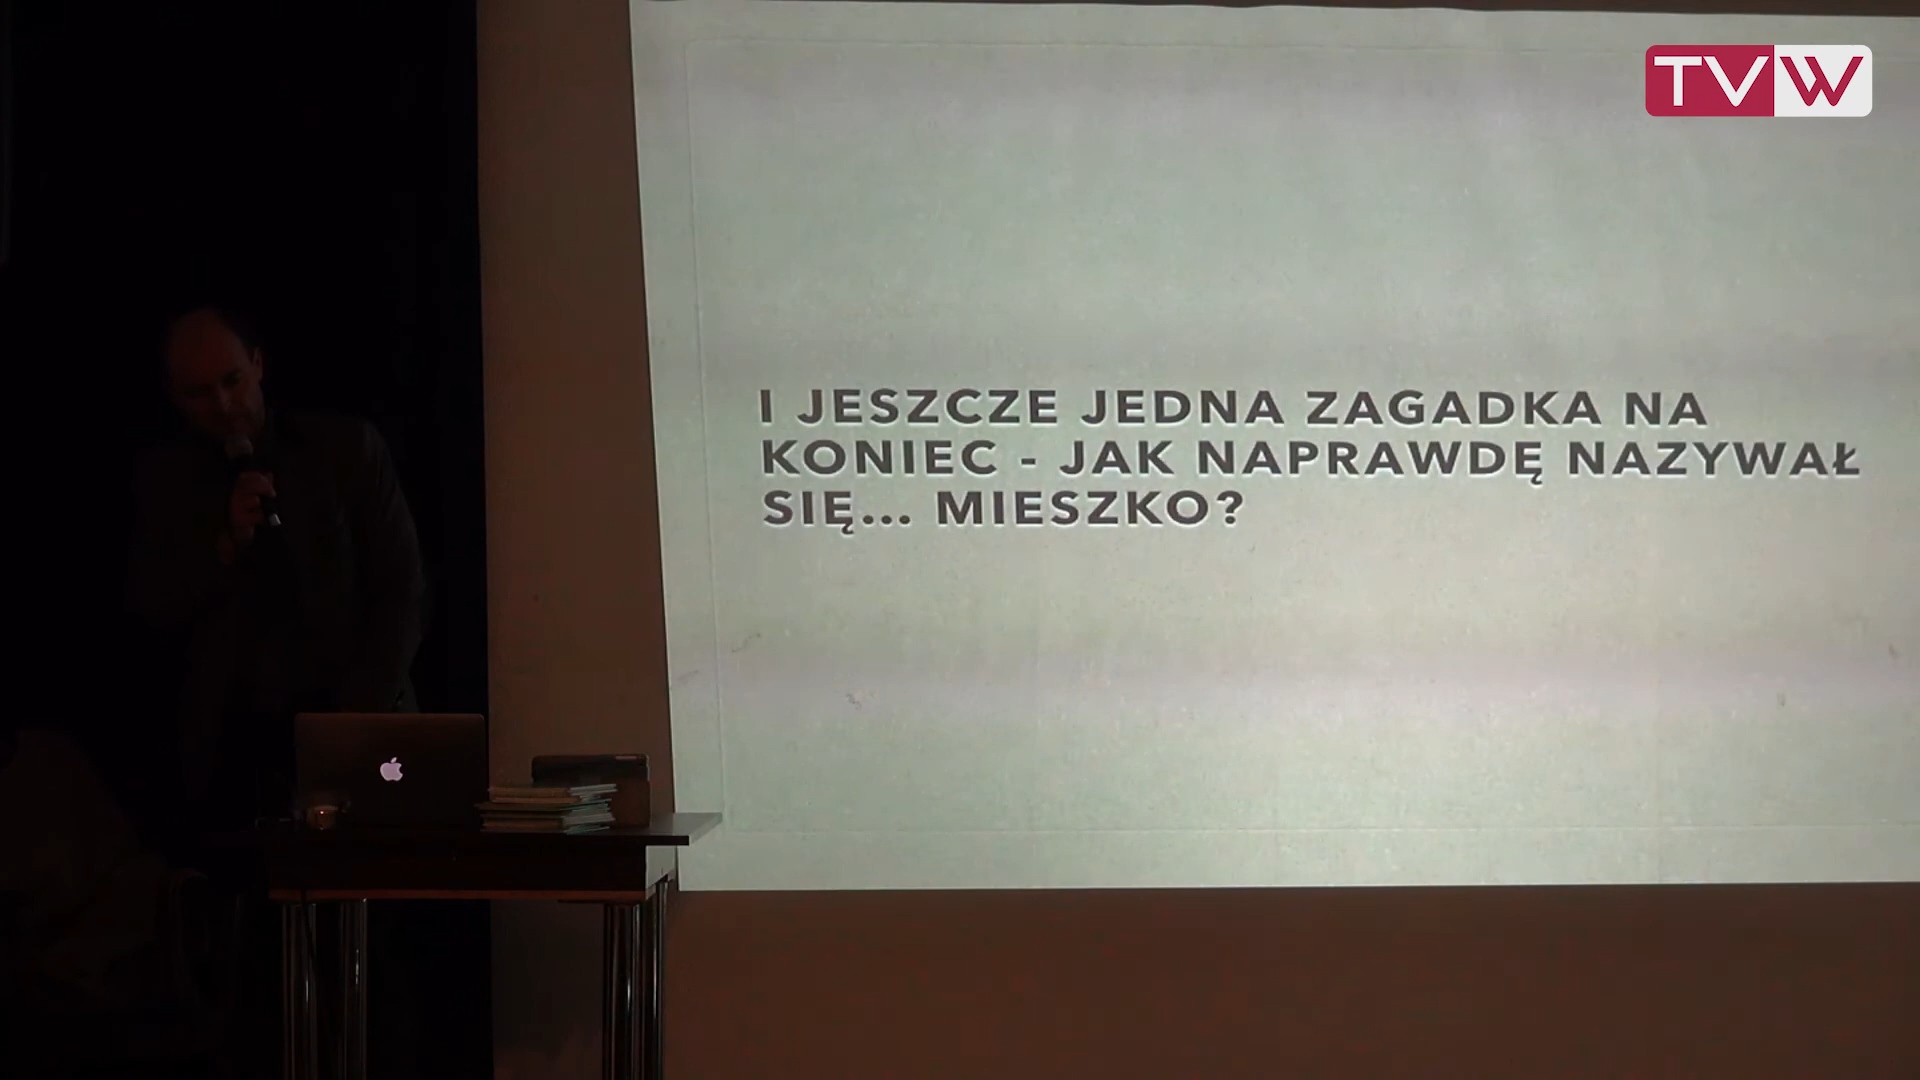 TVW
I JESZCZE JEDNA ZAGADKA NA
KONIEC - JAK NAPRAWDĘ NAZYWAŁ
SIĘ... MIESZKO?